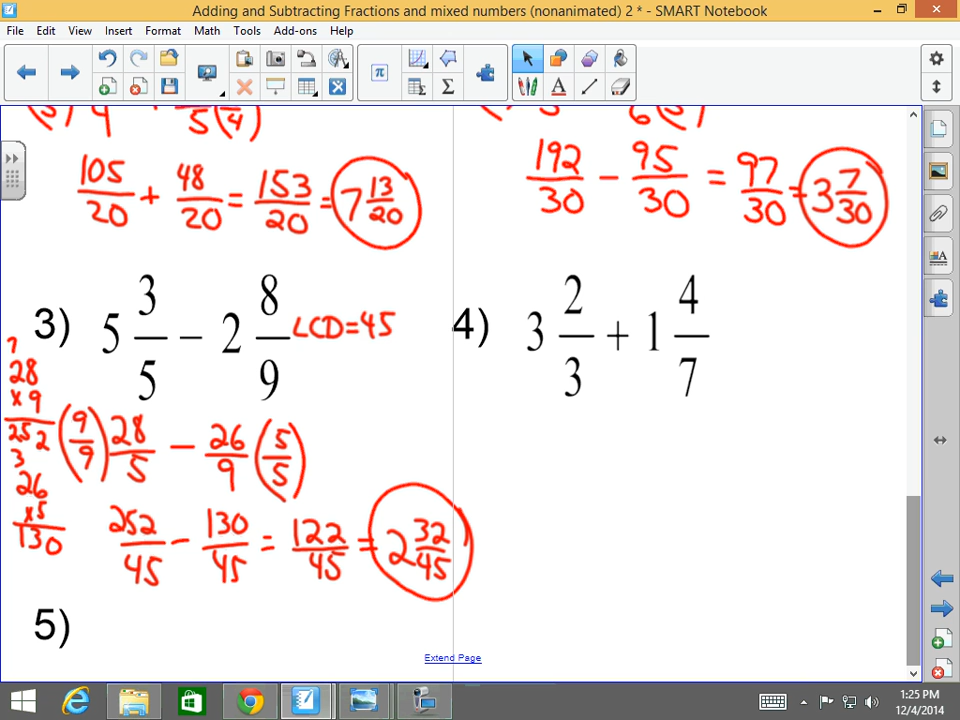 Adding and Subtracting Fractions and mixed numbers (nonanimated) 2 * - SMART Notebook
File Edit View Insert Format Math Tools Add-ons Help
105/20 + 48/20 = 153/20 = 7 13/20
192/30 - 95/30 = 97/30 = 3 7/30
3) 5 3/5 - 2 8/9 LCD=45
4) 3 2/3 + 1 4/7
28
x 9
252
(9/9) 28/5 - 26/9 (5/5)
3
26
x5
130
252/45 - 130/45 = 122/45 = 2 32/45
5)
Extend Page
1:25 PM
12/4/2014